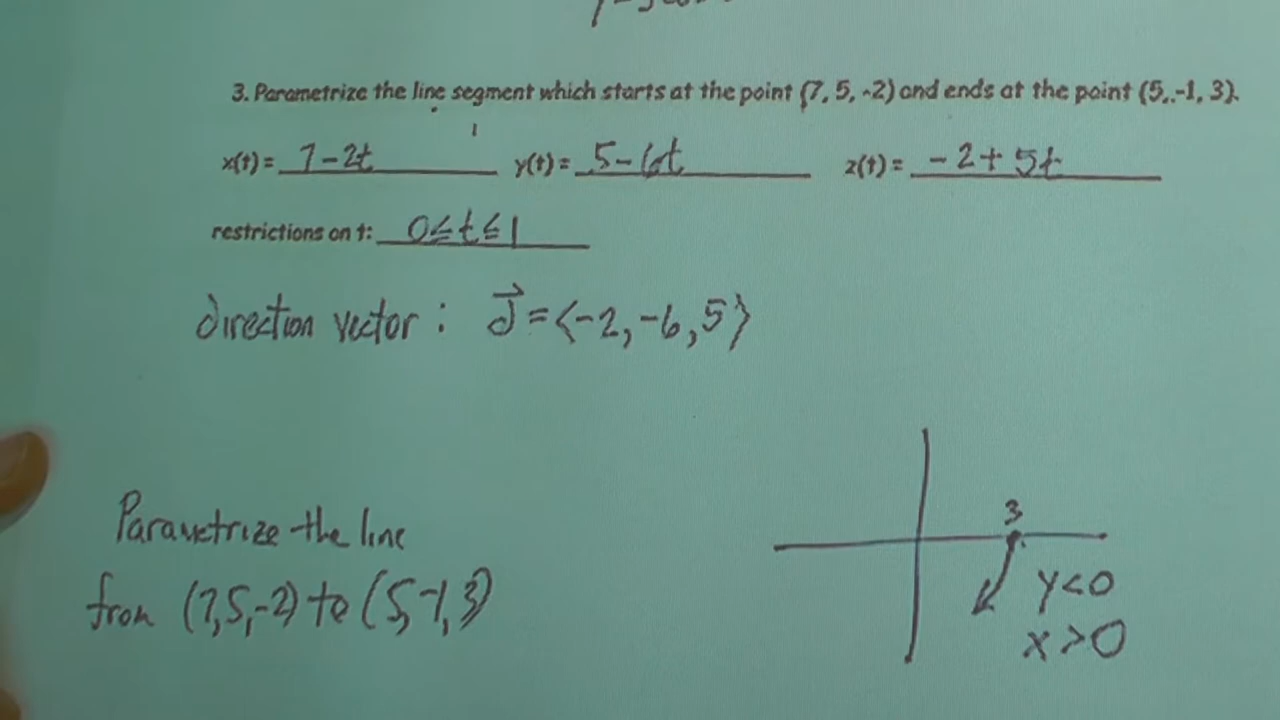 3. Parametrize the line segment which starts at the point (7, 5, -2) and ends at the point (5, -1, 3).
x(t) = 7-2t y(t) = 5-6t z(t) = -2+5t
restrictions on t: 0≤t≤1
direction vector: d⃗ = ⟨-2, -6, 5⟩
Parametrize the line
from (7,5,-2) to (5,-1,3)
3
y<0
x>0